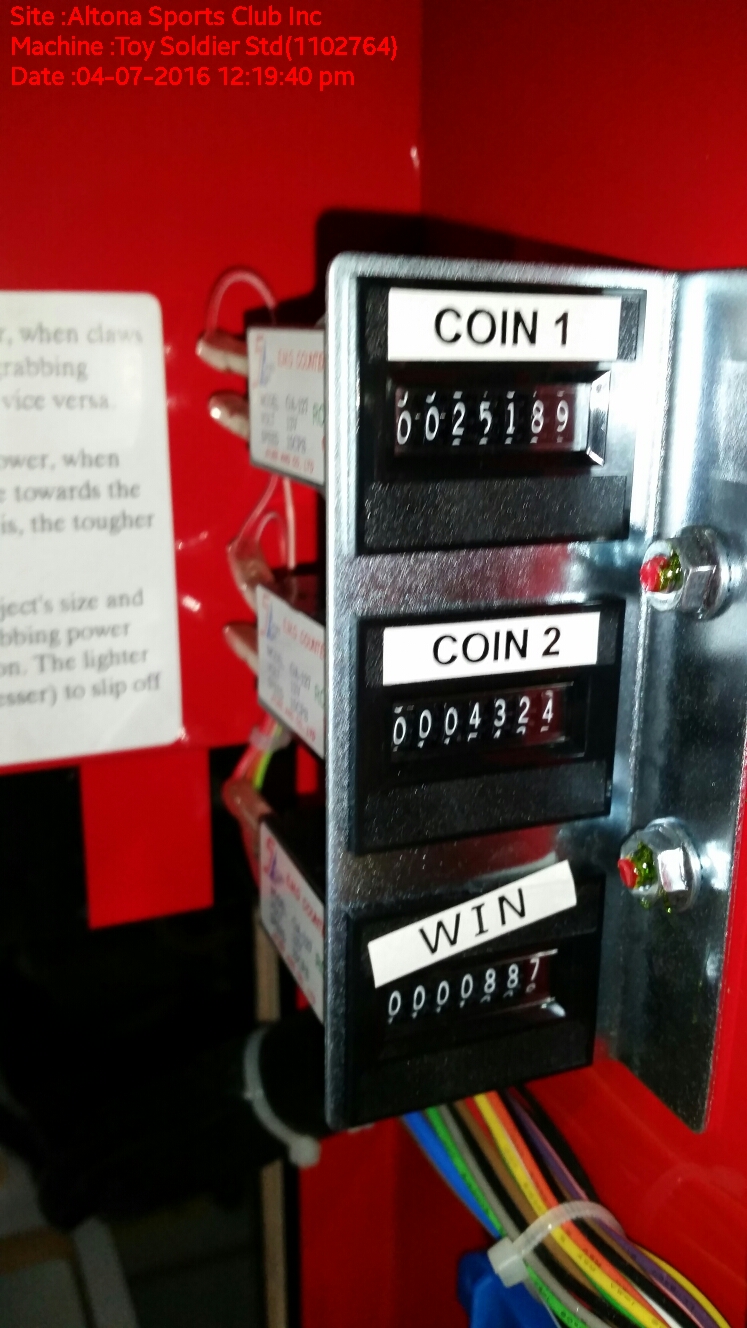 Site :Altona Sports Club Inc
Machine :Toy Soldier Std(1102764)
Date :04-07-2016 12:19:40 pm
r, when claws
grabbing
vice versa.
ower, when
e towards the
is, the tougher
ject's size and
bbing power
on. The lighter
esser) to slip off
COIN 1
0025189
COIN 2
0004324
WIN
0000887